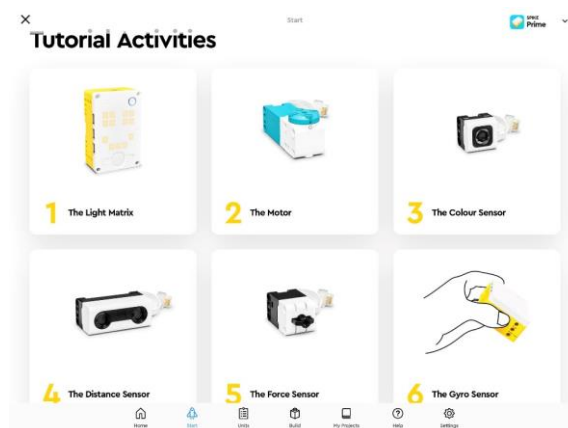 Start
SPIKE
Prime
Tutorial Activities
1 The Light Matrix
2 The Motor
3 The Colour Sensor
4 The Distance Sensor
5 The Force Sensor
6 The Gyro Sensor
Home
Start
Units
Build
My Projects
Help
Settings